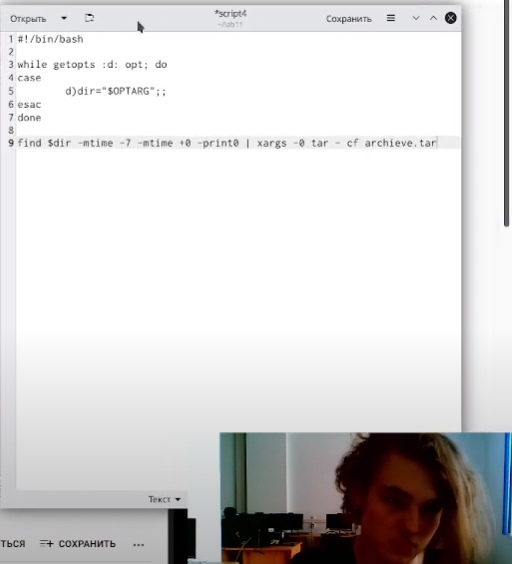 Открыть
*script4
~/lab11
Сохранить
1 #!/bin/bash
2
3 while getopts :d: opt; do
4 case
5 d)dir="$OPTARG";;
6 esac
7 done
8
9 find $dir -mtime -7 -mtime +0 -print0 | xargs -0 tar - cf archieve.tar
Текст
ТЬСЯ
СОХРАНИТЬ